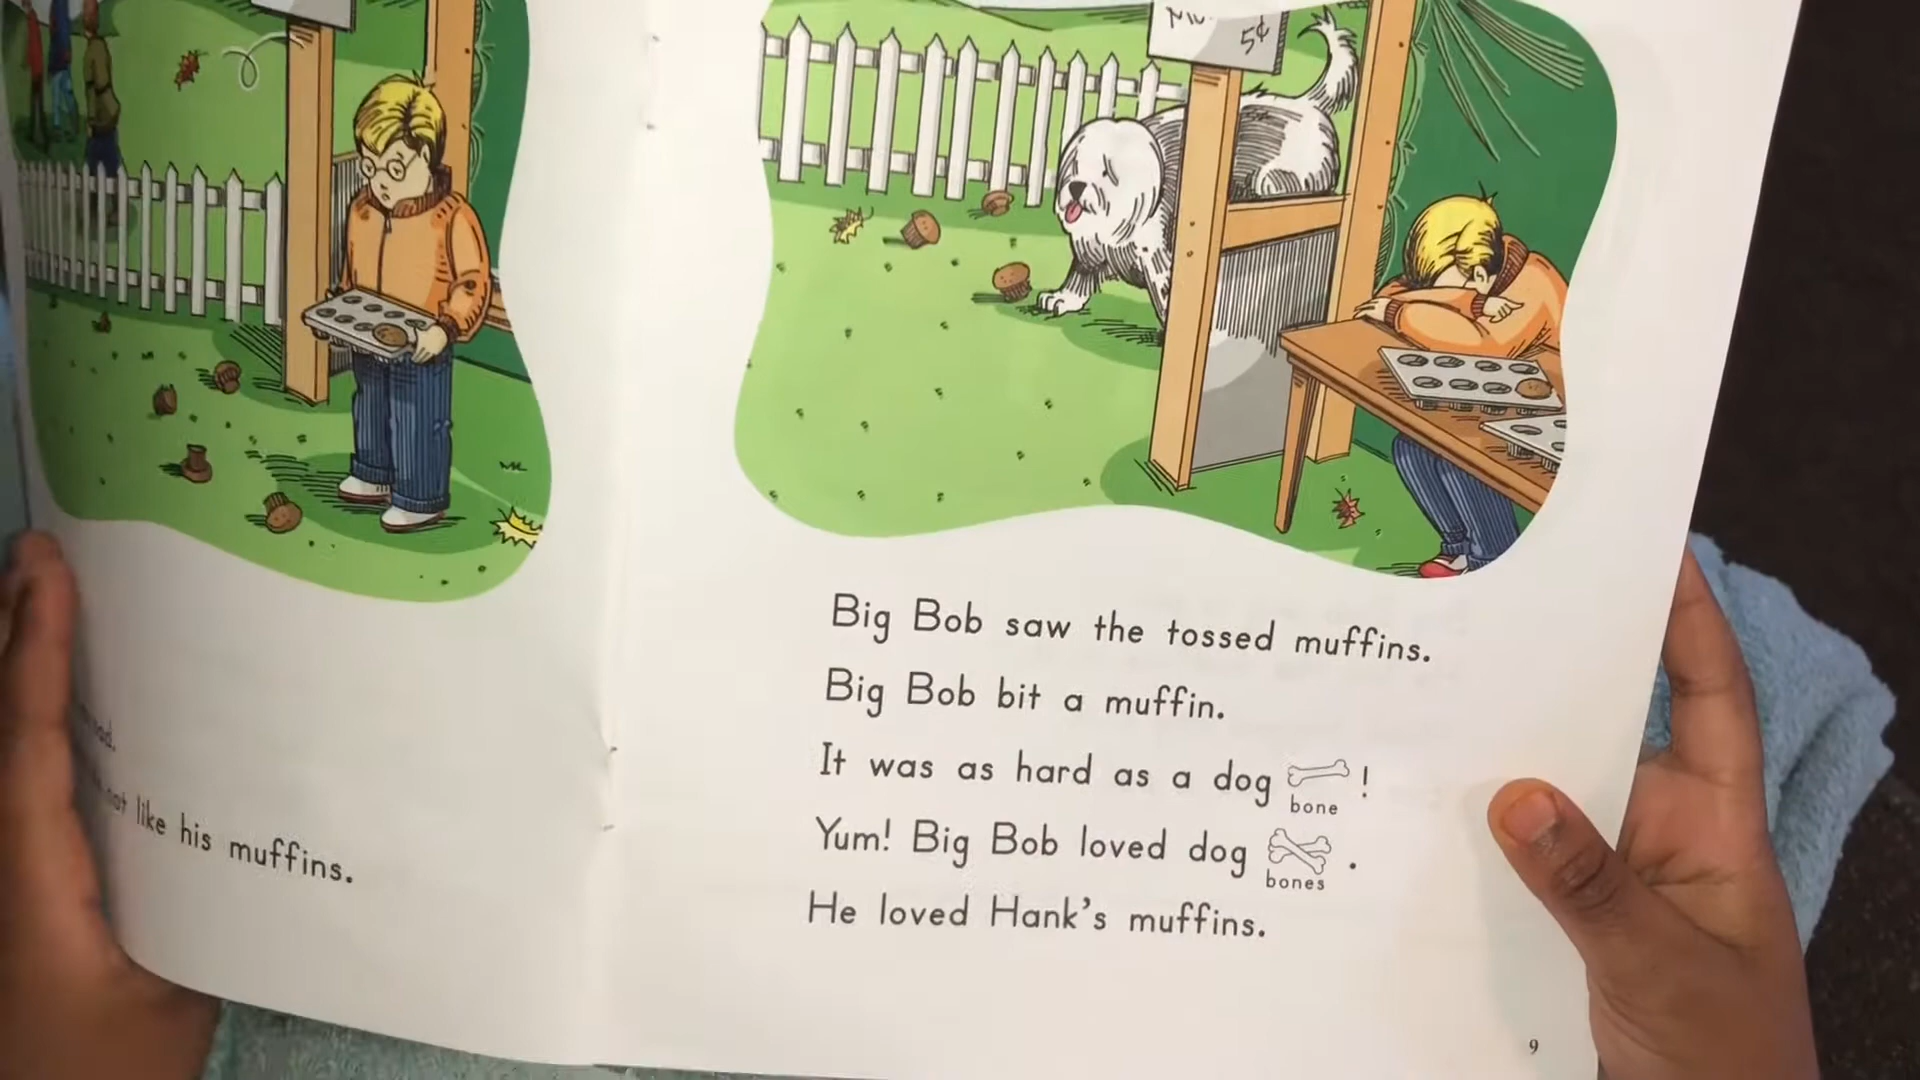 like his muffins.
5¢
Big Bob saw the tossed muffins.
Big Bob bit a muffin.
It was as hard as a dog !
bone
Yum! Big Bob loved dog .
bones
He loved Hank's muffins.
9